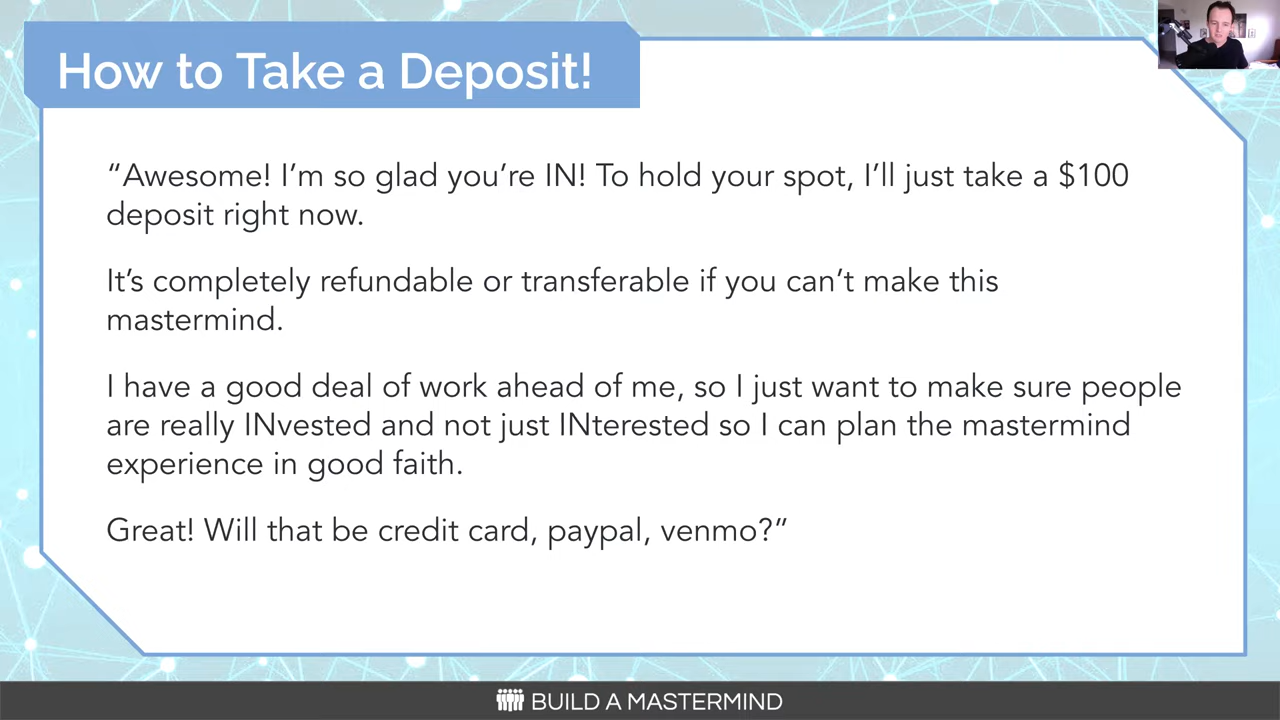 How to Take a Deposit!
“Awesome! I’m so glad you’re IN! To hold your spot, I’ll just take a $100
deposit right now.
It’s completely refundable or transferable if you can’t make this
mastermind.
I have a good deal of work ahead of me, so I just want to make sure people
are really INvested and not just INterested so I can plan the mastermind
experience in good faith.
Great! Will that be credit card, paypal, venmo?”
BUILD A MASTERMIND